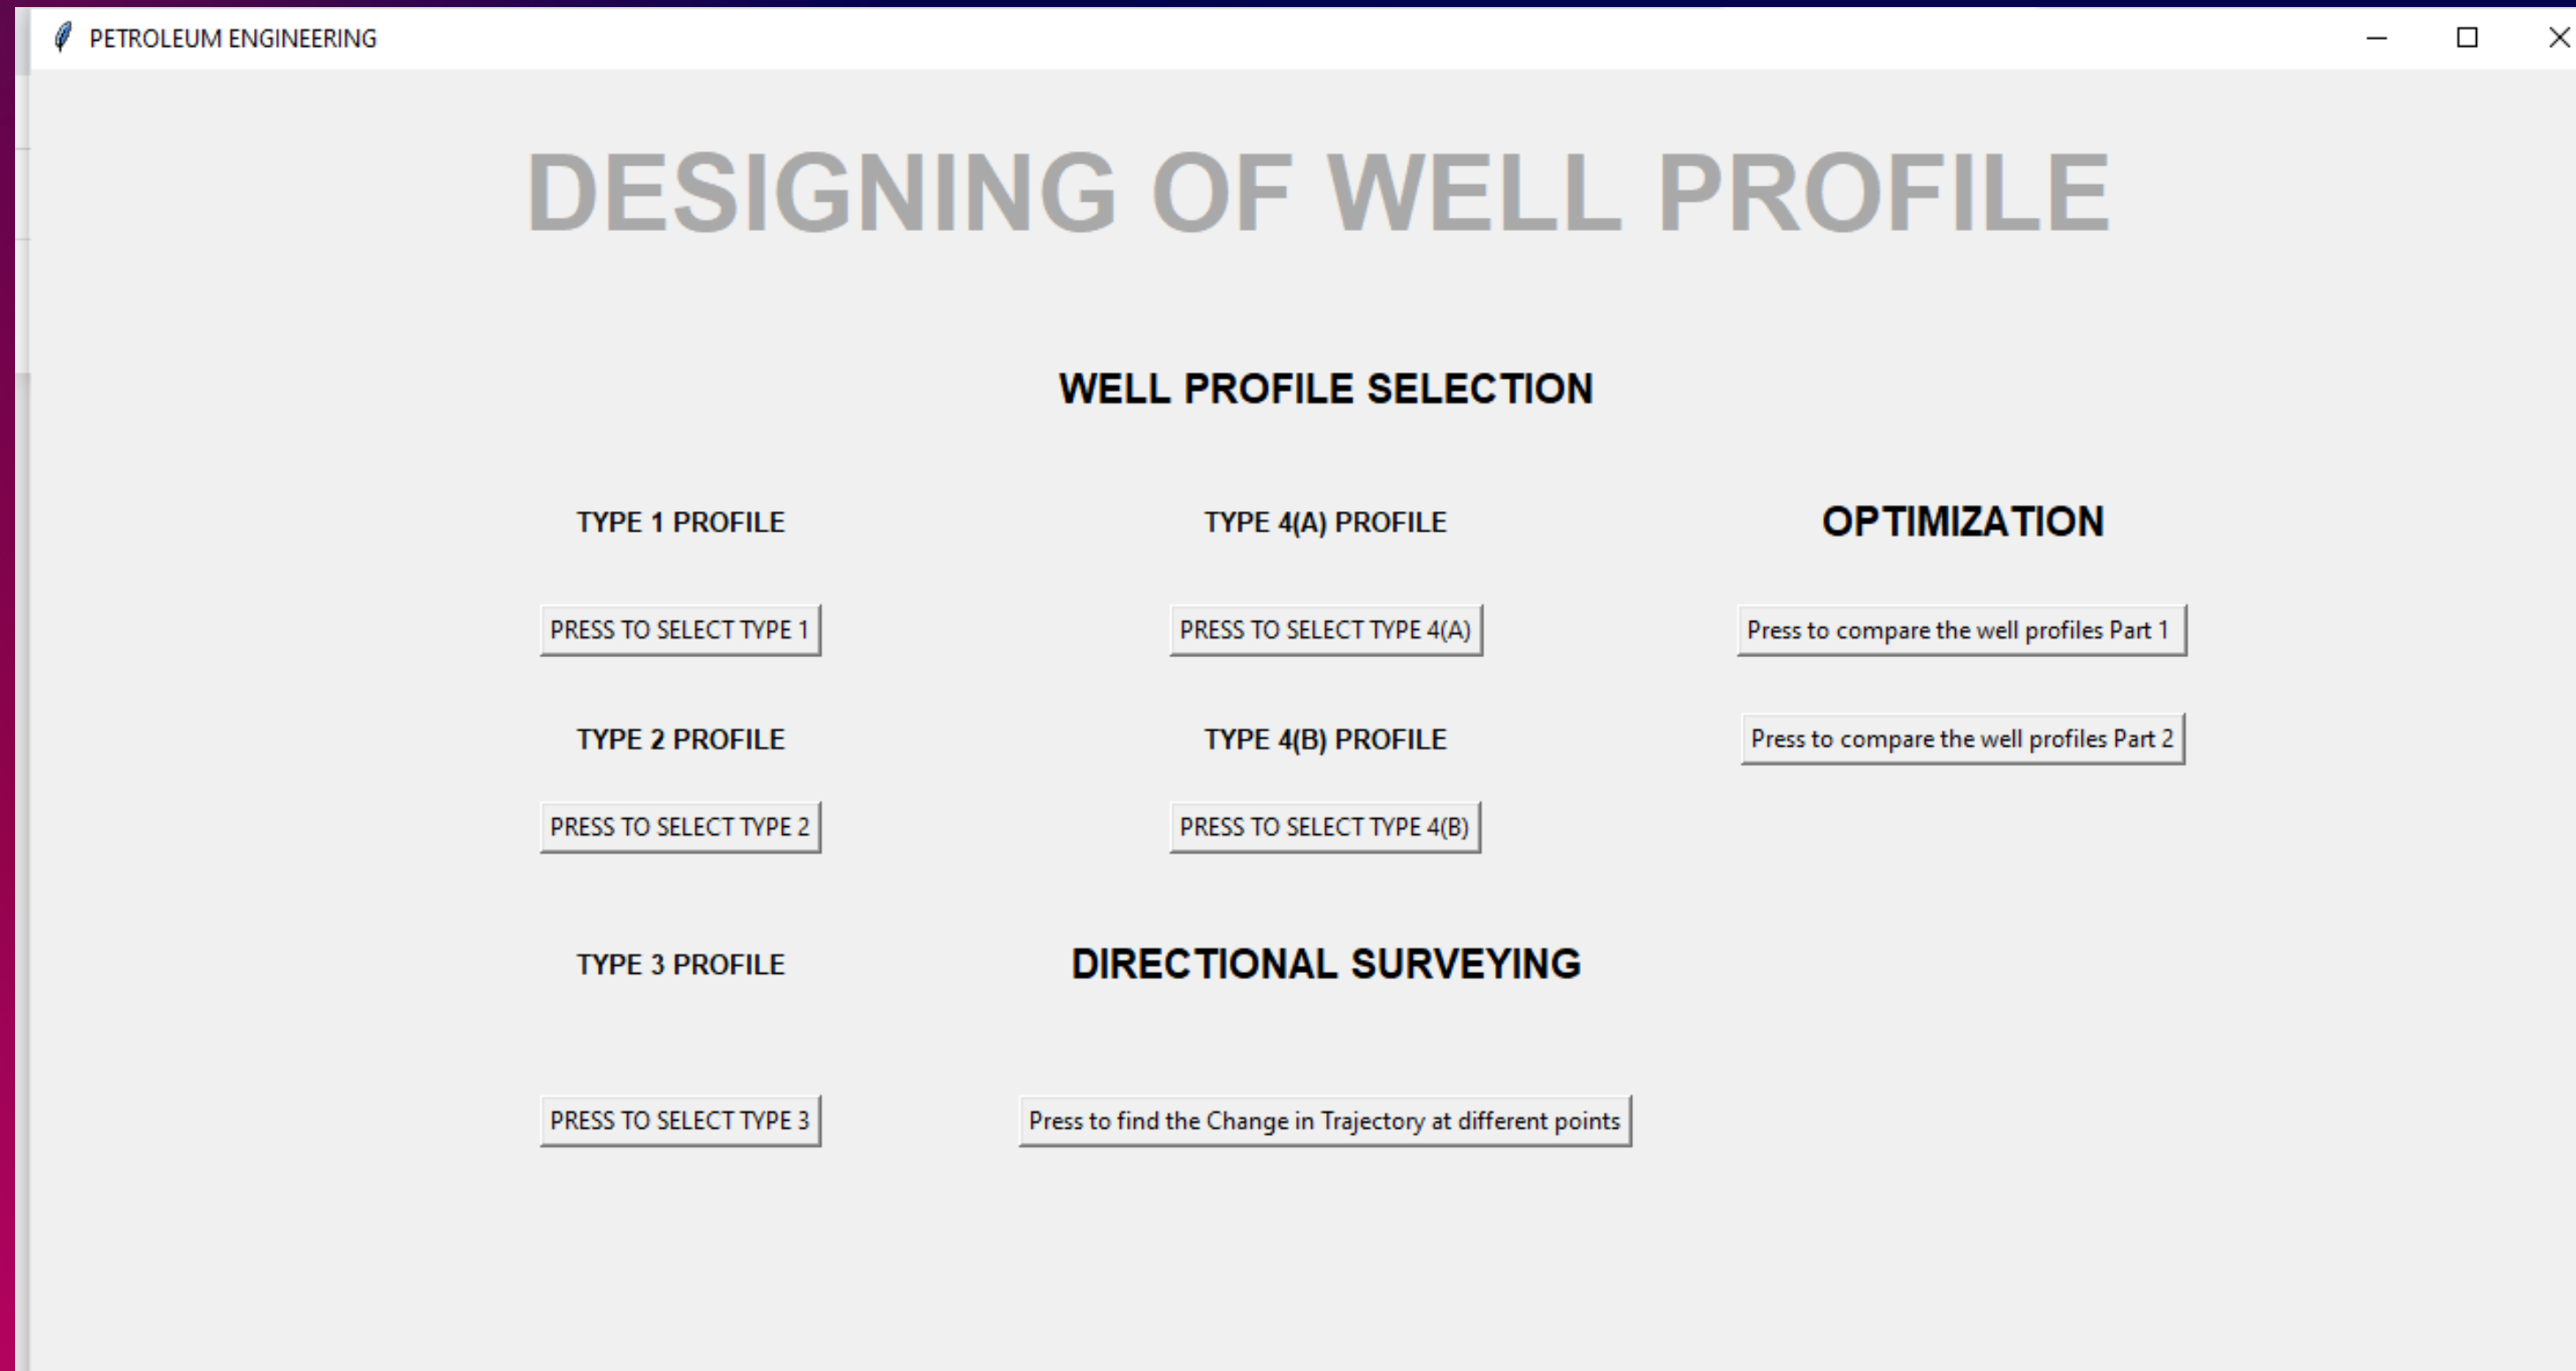 PETROLEUM ENGINEERING
DESIGNING OF WELL PROFILE
WELL PROFILE SELECTION
TYPE 1 PROFILE
TYPE 4(A) PROFILE
OPTIMIZATION
PRESS TO SELECT TYPE 1
PRESS TO SELECT TYPE 4(A)
Press to compare the well profiles Part 1
TYPE 2 PROFILE
TYPE 4(B) PROFILE
Press to compare the well profiles Part 2
PRESS TO SELECT TYPE 2
PRESS TO SELECT TYPE 4(B)
TYPE 3 PROFILE
DIRECTIONAL SURVEYING
PRESS TO SELECT TYPE 3
Press to find the Change in Trajectory at different points